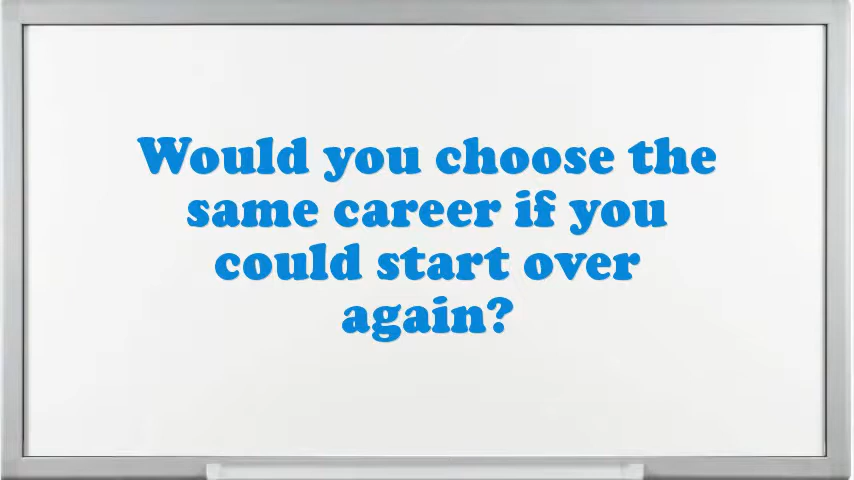 Would you choose the
same career if you
could start over
again?